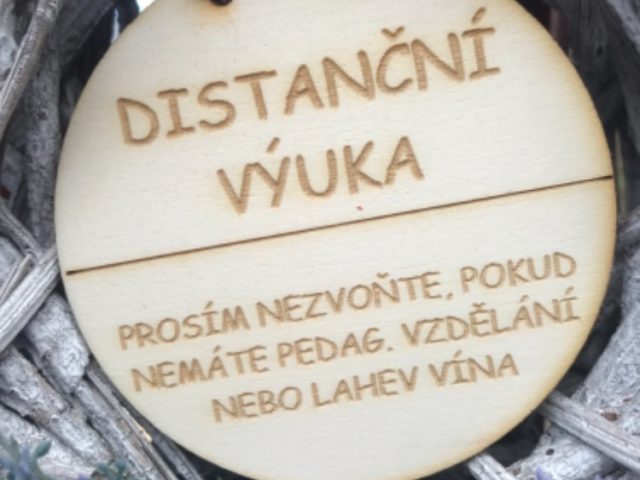 DISTANČNÍ
VÝUKA
PROSÍM NEZVOŇTE, POKUD
NEMÁTE PEDAG. VZDĚLÁNÍ
NEBO LAHEV VÍNA